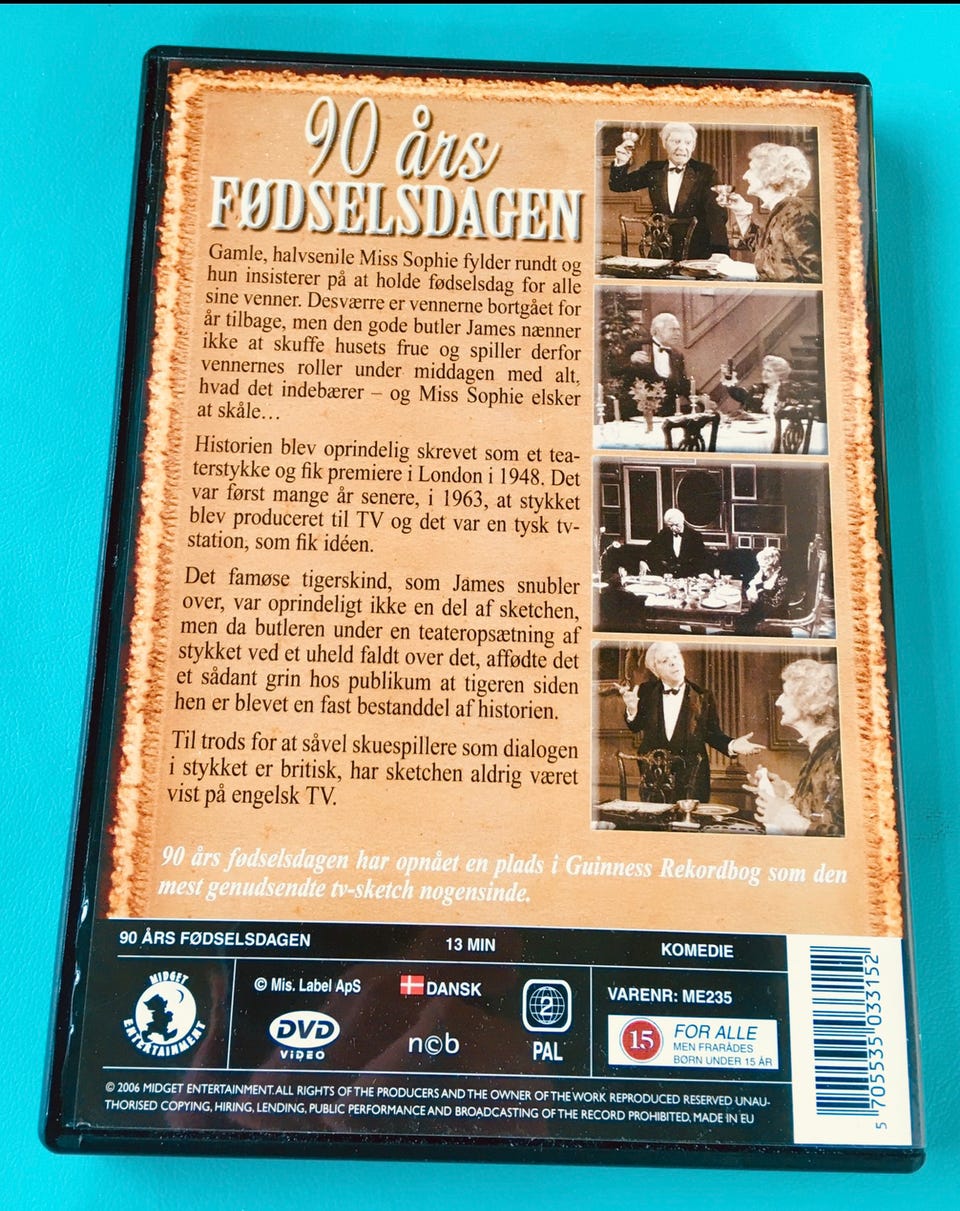 90 års
FØDSELSDAGEN
Gamle, halvsenile Miss Sophie fylder rundt og
hun insisterer på at holde fødselsdag for alle
sine venner. Desværre er vennerne bortgået for
år tilbage, men den gode butler James nænner
ikke at skuffe husets frue og spiller derfor
vennernes roller under middagen med alt,
hvad det indebærer – og Miss Sophie elsker
at skåle…
Historien blev oprindelig skrevet som et tea-
terstykke og fik premiere i London i 1948. Det
var først mange år senere, i 1963, at stykket
blev produceret til TV og det var en tysk tv-
station, som fik idéen.
Det famøse tigerskind, som James snubler
over, var oprindeligt ikke en del af sketchen,
men da butleren under en teateropsætning af
stykket ved et uheld faldt over det, affødte det
et sådant grin hos publikum at tigeren siden
hen er blevet en fast bestanddel af historien.
Til trods for at såvel skuespillere som dialogen
i stykket er britisk, har sketchen aldrig været
vist på engelsk TV.
90 års fødselsdagen har opnået en plads i Guinness Rekordbog som den
mest genudsendte tv-sketch nogensinde.
90 ÅRS FØDSELSDAGEN 13 MIN KOMEDIE
MIDGET
ENTERTAINMENT
© Mis. Label ApS DANSK
DVD
VIDEO
n©b
2
PAL
VARENR: ME235
15 FOR ALLE
MEN FRARÅDES
BØRN UNDER 15 ÅR
© 2006 MIDGET ENTERTAINMENT. ALL RIGHTS OF THE PRODUCERS AND THE OWNER OF THE WORK REPRODUCED RESERVED UNAU-
THORISED COPYING, HIRING, LENDING, PUBLIC PERFORMANCE AND BROADCASTING OF THE RECORD PROHIBITED, MADE IN EU
5 705535 033152